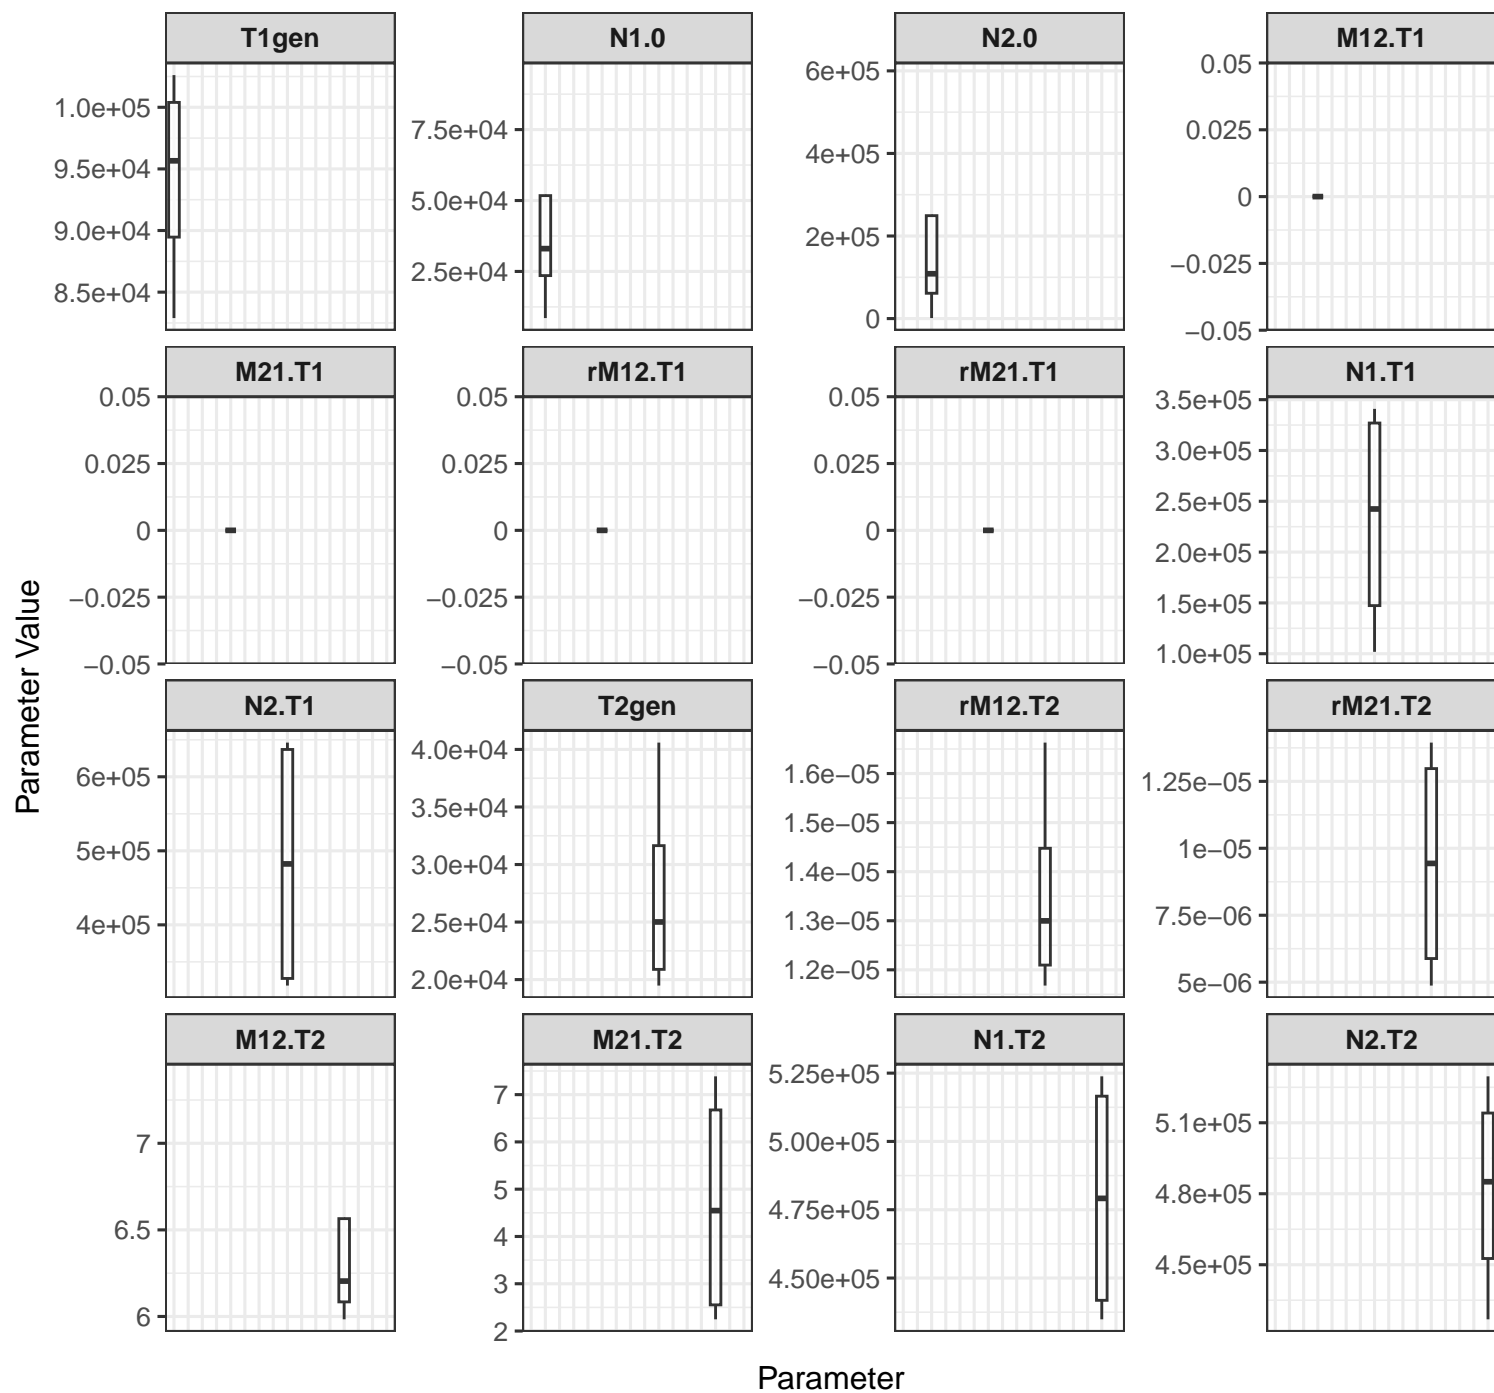 T1gen N1.0 N2.0 M12.T1
1.0e+05 9.5e+04 9.0e+04 8.5e+04
7.5e+04 5.0e+04 2.5e+04
6e+05 4e+05 2e+05 0
0.05 0.025 0 −0.025 −0.05
M21.T1 rM12.T1 rM21.T1 N1.T1
0.05 0.025 0 −0.025 −0.05
0.05 0.025 0 −0.025 −0.05
0.05 0.025 0 −0.025 −0.05
3.5e+05 3.0e+05 2.5e+05 2.0e+05 1.5e+05 1.0e+05
N2.T1 T2gen rM12.T2 rM21.T2
6e+05 5e+05 4e+05
4.0e+04 3.5e+04 3.0e+04 2.5e+04 2.0e+04
1.6e−05 1.5e−05 1.4e−05 1.3e−05 1.2e−05
1.25e−05 1e−05 7.5e−06 5e−06
M12.T2 M21.T2 N1.T2 N2.T2
7 6.5 6
7 6 5 4 3 2
5.25e+05 5.00e+05 4.75e+05 4.50e+05
5.1e+05 4.8e+05 4.5e+05
Parameter Value
Parameter